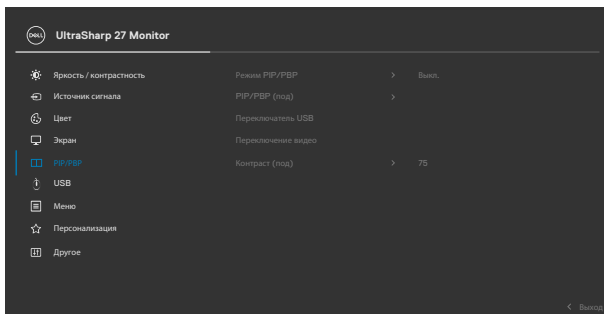 DELL UltraSharp 27 Monitor
Яркость / контрастность
Режим PIP/PBP
Выкл.
Источник сигнала
PIP/PBP (под)
Цвет
Переключатель USB
Экран
Переключение видео
PIP/PBP
Контраст (под)
75
USB
Меню
Персонализация
Другое
Выход